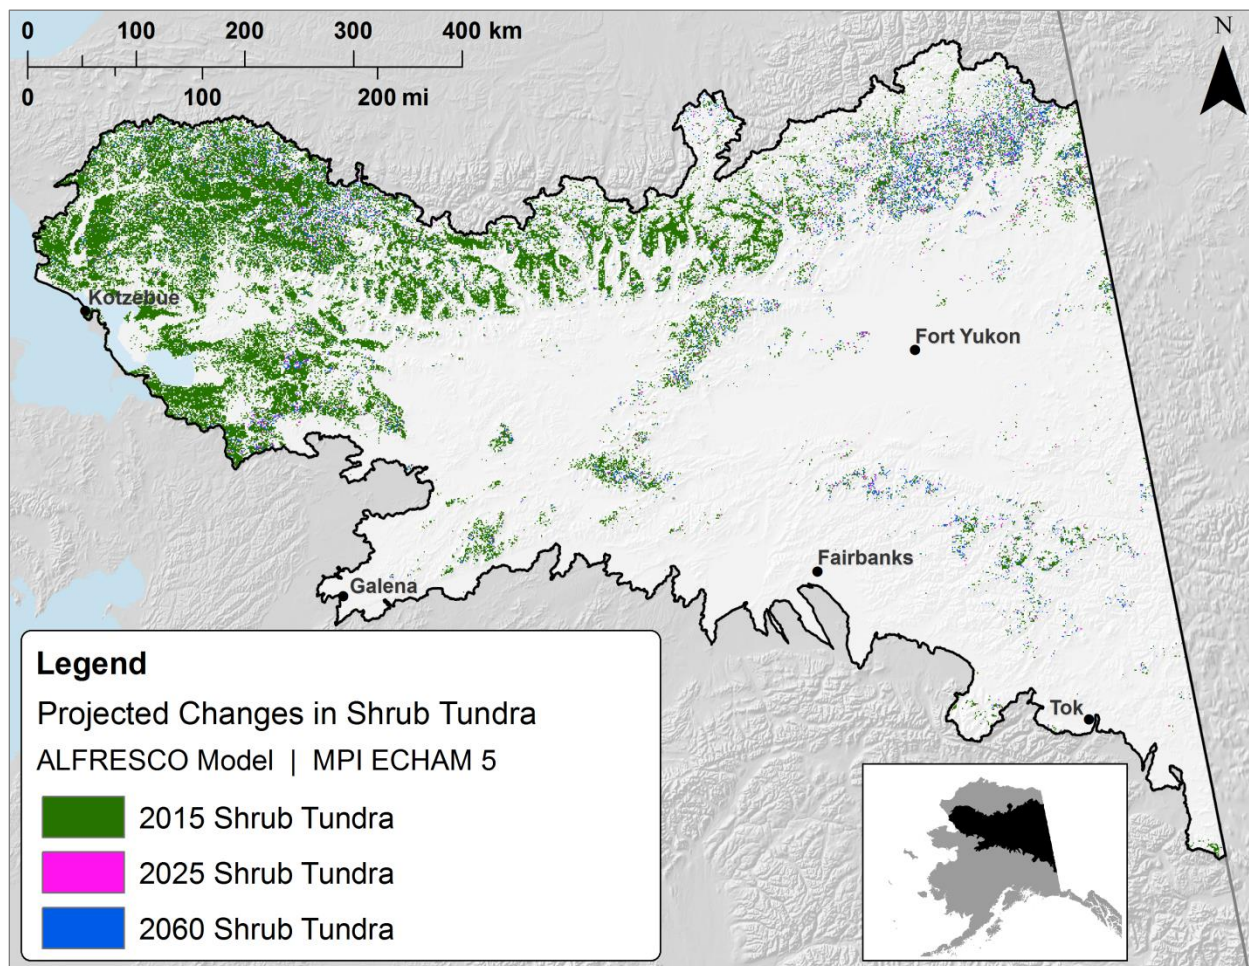 0 100 200 400 km
0 100 200 mi
N
Kotzebue
Fort Yukon
Fairbanks
Galena
Tok
Legend
Projected Changes in Shrub Tundra
ALFRESCO Model | MPI ECHAM 5
2015 Shrub Tundra
2025 Shrub Tundra
2060 Shrub Tundra